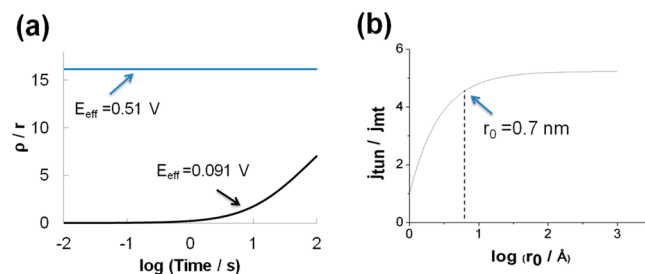 (a)
ρ / r
15
10
5
0
E_eff =0.51 V
E_eff =0.091 V
-2 -1 0 1 2
log (Time / s)
(b)
j_tun / j_mt
6
4
2
0
r_0 =0.7 nm
0 1 2 3
log (r_0 / Å)